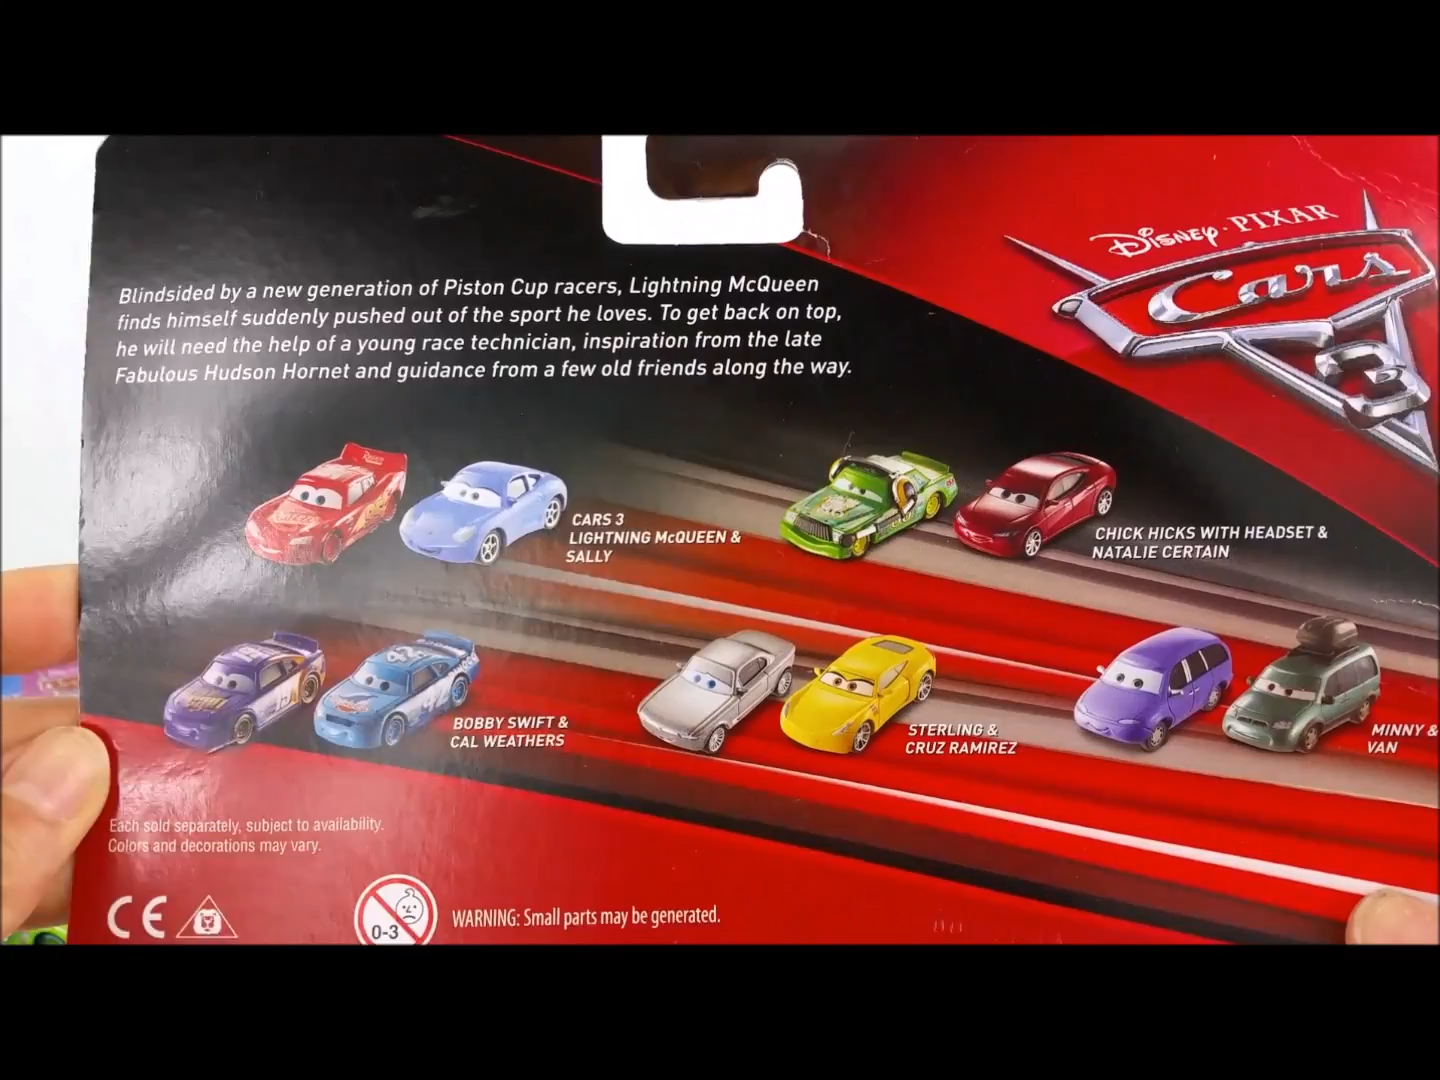 Disney·PIXAR
Cars
3
Blindsided by a new generation of Piston Cup racers, Lightning McQueen
finds himself suddenly pushed out of the sport he loves. To get back on top,
he will need the help of a young race technician, inspiration from the late
Fabulous Hudson Hornet and guidance from a few old friends along the way.
CARS 3
LIGHTNING McQUEEN &
SALLY
CHICK HICKS WITH HEADSET &
NATALIE CERTAIN
BOBBY SWIFT &
CAL WEATHERS
STERLING &
CRUZ RAMIREZ
MINNY &
VAN
Each sold separately, subject to availability.
Colors and decorations may vary.
CE
0-3
WARNING: Small parts may be generated.